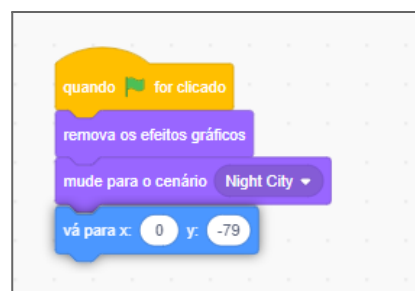 quando for clicado
remova os efeitos gráficos
mude para o cenário Night City
vá para x: 0 y: -79